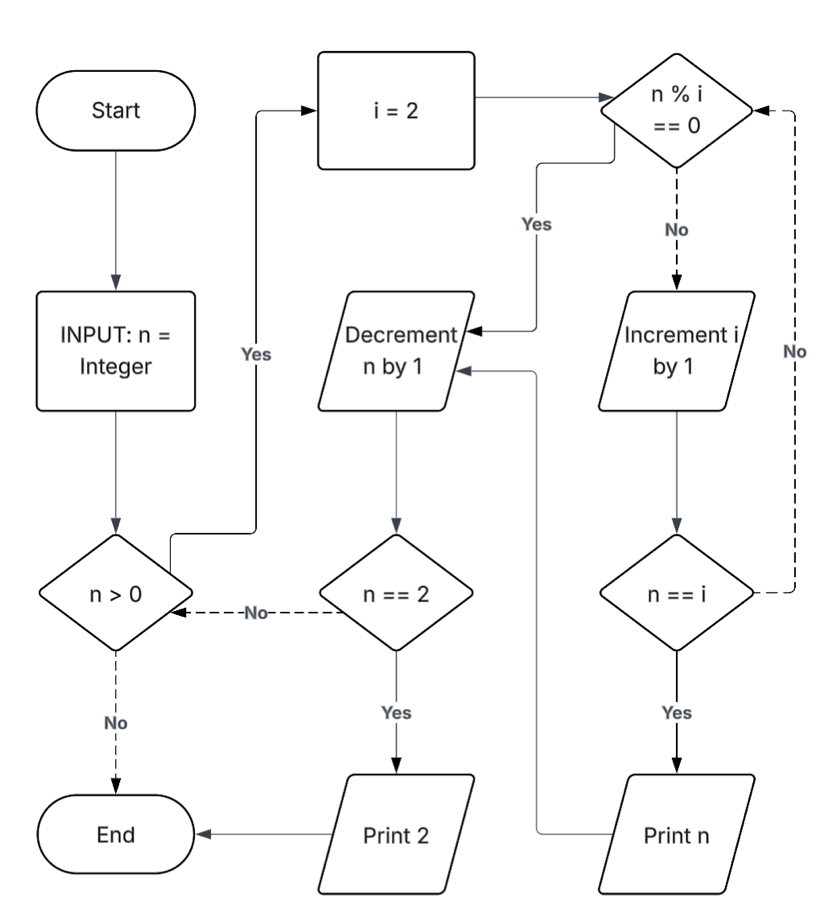 Start
i = 2
n % i
== 0
Yes
No
INPUT: n =
Integer
Yes
Decrement
n by 1
Increment i
by 1
No
n > 0
No
n == 2
n == i
No
Yes
Yes
End
Print 2
Print n